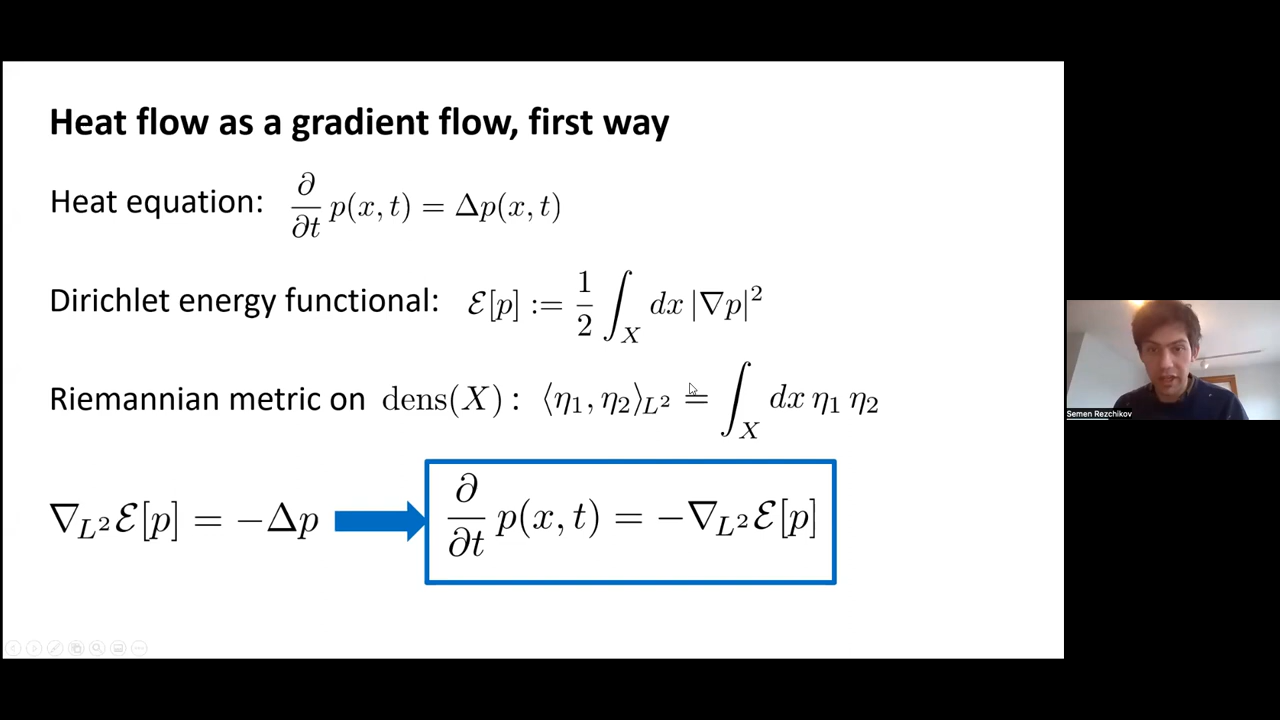 Heat flow as a gradient flow, first way
Heat equation: ∂/∂t p(x, t) = Δp(x, t)
Dirichlet energy functional: ℰ[p] := 1/2 ∫_X dx |∇p|²
Riemannian metric on dens(X) : ⟨η₁, η₂⟩_{L²} = ∫_X dx η₁ η₂
∇_{L²}ℰ[p] = −Δp
∂/∂t p(x, t) = −∇_{L²}ℰ[p]
Semen Rezchikov